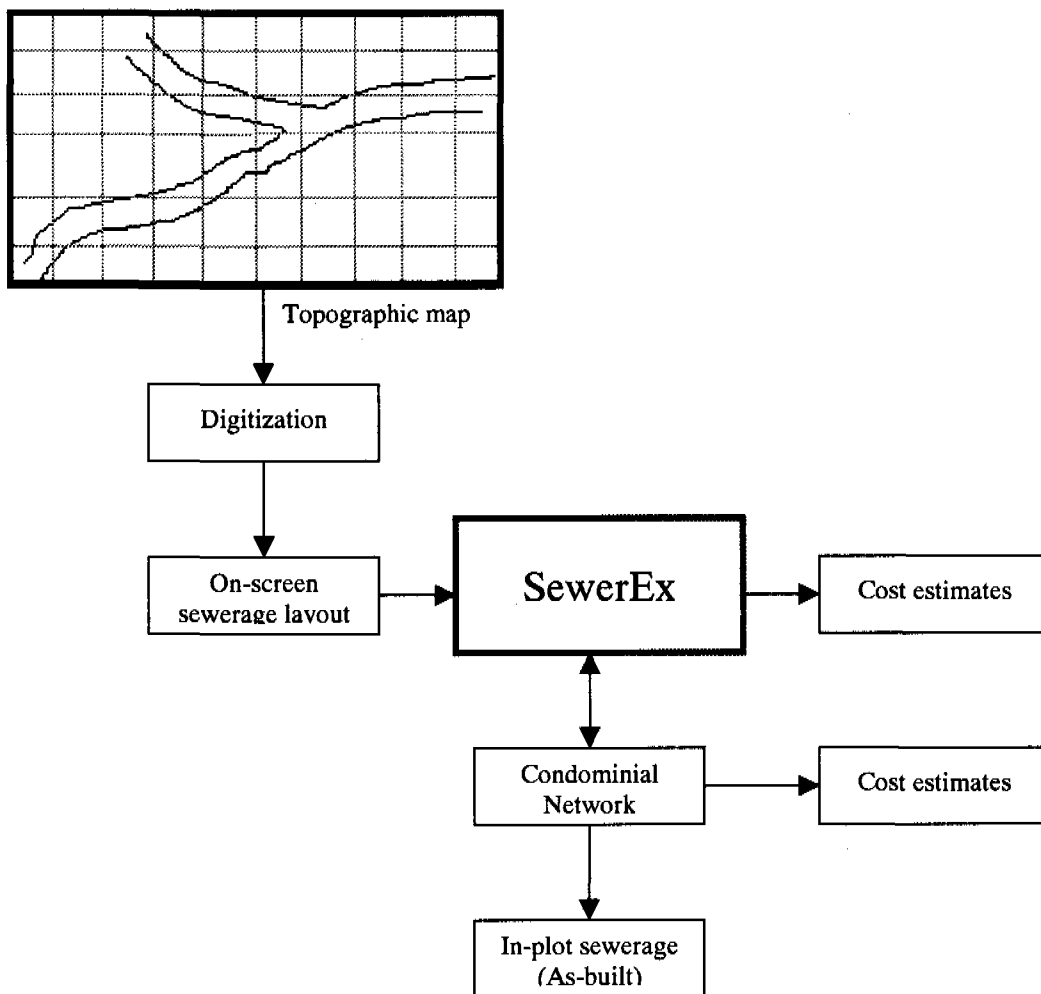 Topographic map
Digitization
On-screen
sewerage layout
SewerEx
Cost estimates
Condominial
Network
Cost estimates
In-plot sewerage
(As-built)